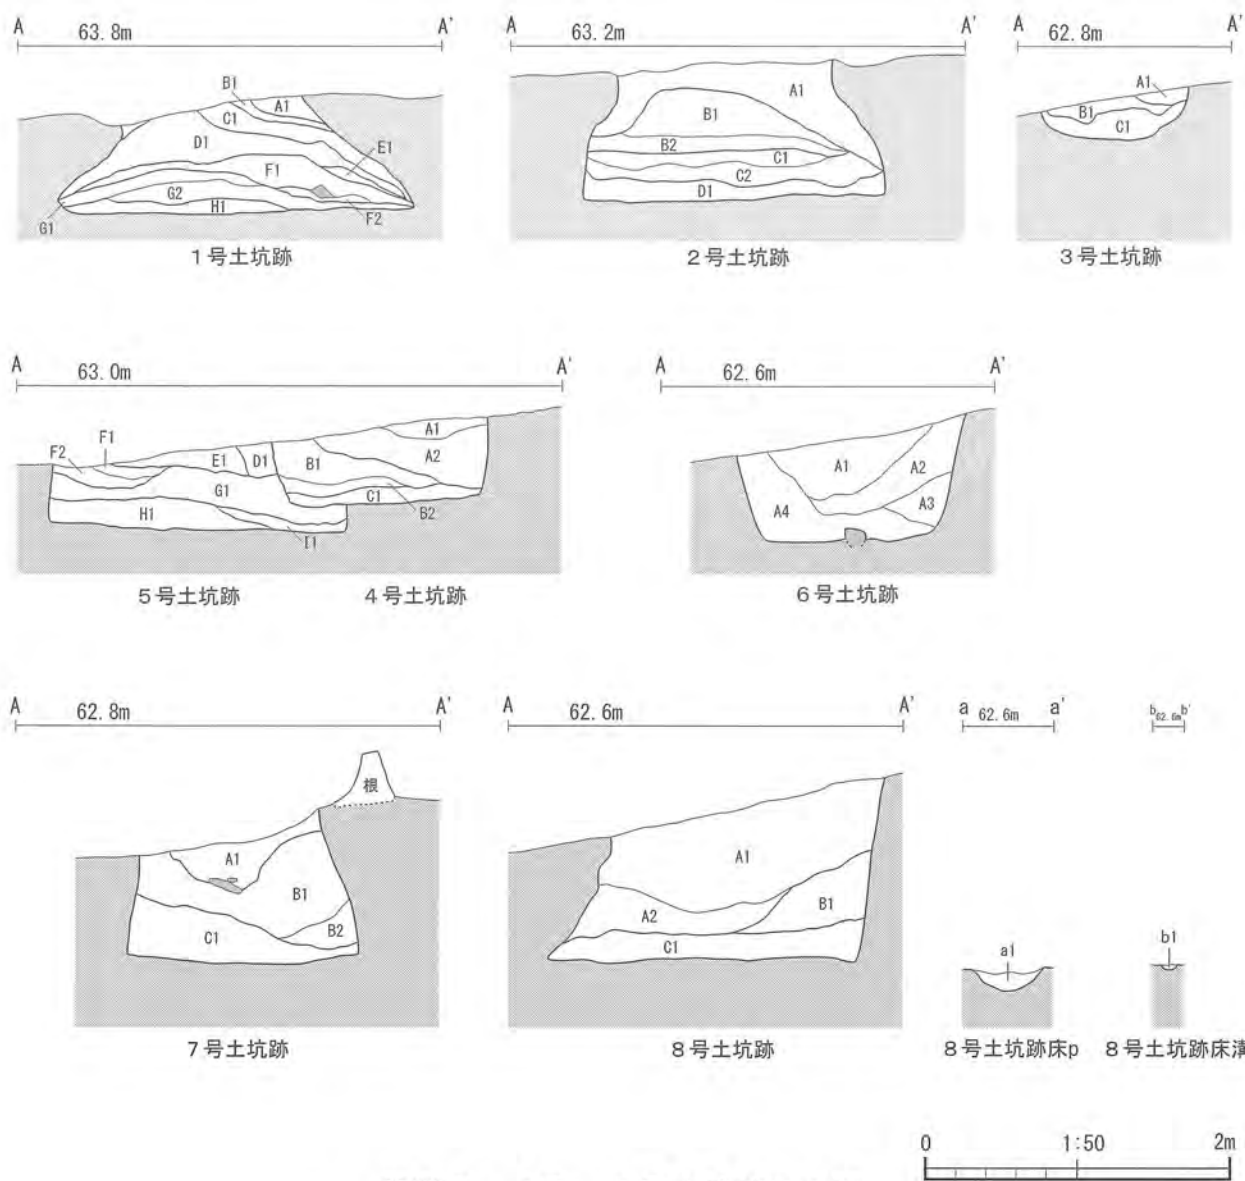 A 63.8m A'
B1
A1
C1
D1
E1
F1
G2
H1
G1
F2
1号土坑跡
A 63.2m A'
A1
B1
B2
C1
C2
D1
2号土坑跡
A 62.8m A'
A1
B1
C1
3号土坑跡
A 63.0m A'
F1
F2
E1
D1
B1
A1
A2
G1
C1
B2
H1
I1
5号土坑跡
4号土坑跡
A 62.6m A'
A1
A2
A3
A4
6号土坑跡
A 62.8m A'
根
A1
B1
B2
C1
7号土坑跡
A 62.6m A'
A1
A2
B1
C1
8号土坑跡
a 62.6m a'
a1
8号土坑跡床p
b 62.6m b'
b1
8号土坑跡床溝
0 1:50 2m